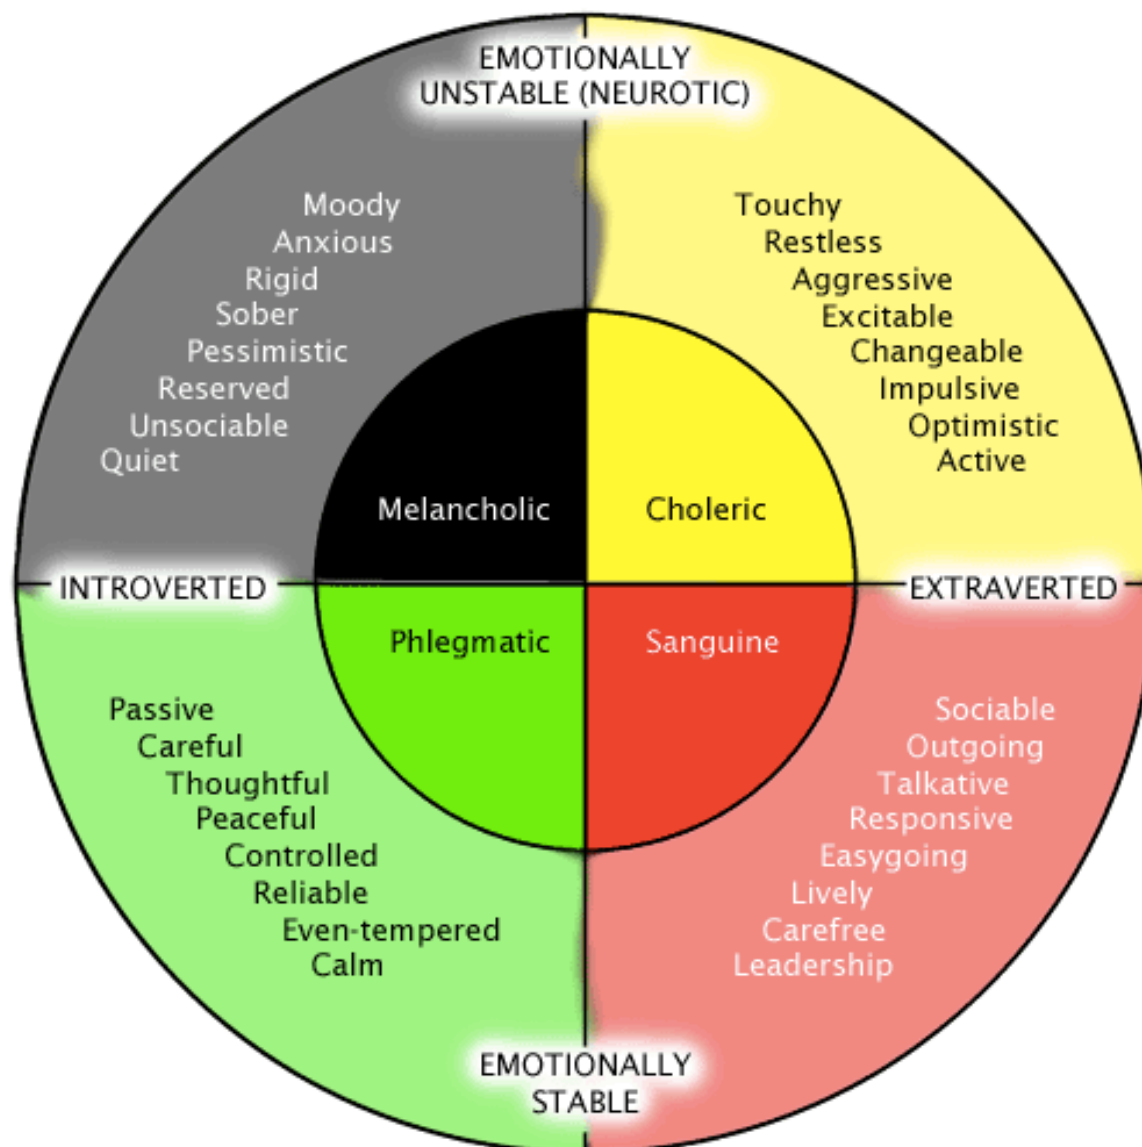 EMOTIONALLY
UNSTABLE (NEUROTIC)
Moody
Anxious
Rigid
Sober
Pessimistic
Reserved
Unsociable
Quiet
Touchy
Restless
Aggressive
Excitable
Changeable
Impulsive
Optimistic
Active
Melancholic
Choleric
INTROVERTED
EXTRAVERTED
Phlegmatic
Sanguine
Passive
Careful
Thoughtful
Peaceful
Controlled
Reliable
Even-tempered
Calm
Sociable
Outgoing
Talkative
Responsive
Easygoing
Lively
Carefree
Leadership
EMOTIONALLY
STABLE